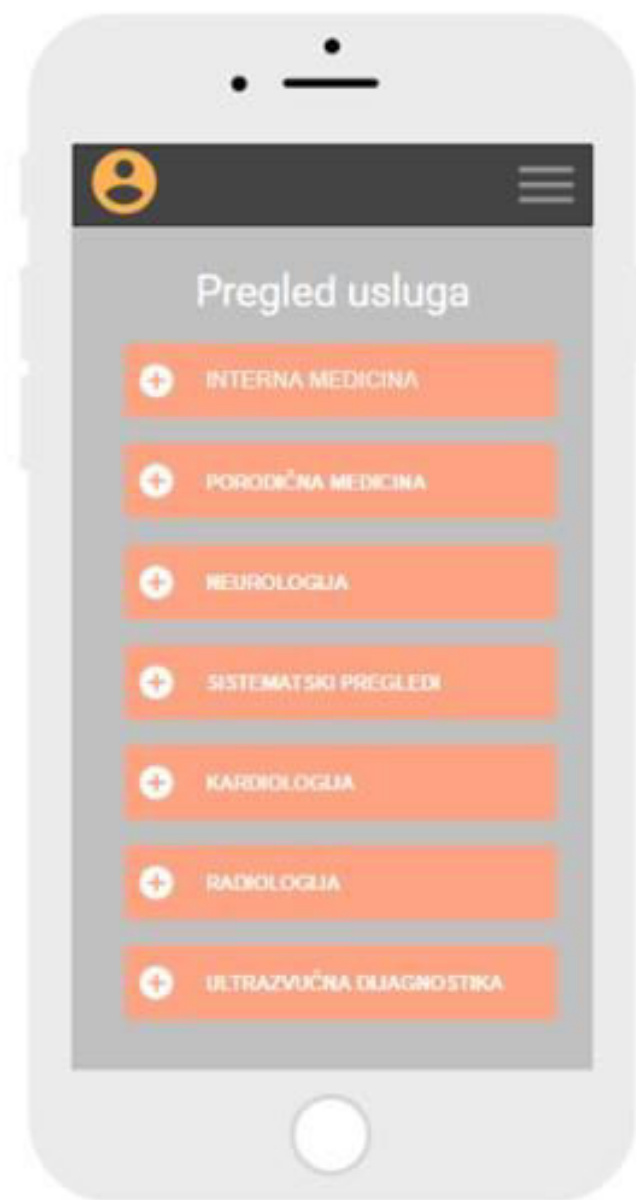 Pregled usluga
INTERNA MEDICINA
PORODIČNA MEDICINA
NEUROLOGIJA
SISTEMATSKI PREGLEDI
KARDIOLOGIJA
RADIOLOGIJA
ULTRAZVUČNA DIJAGNOSTIKA